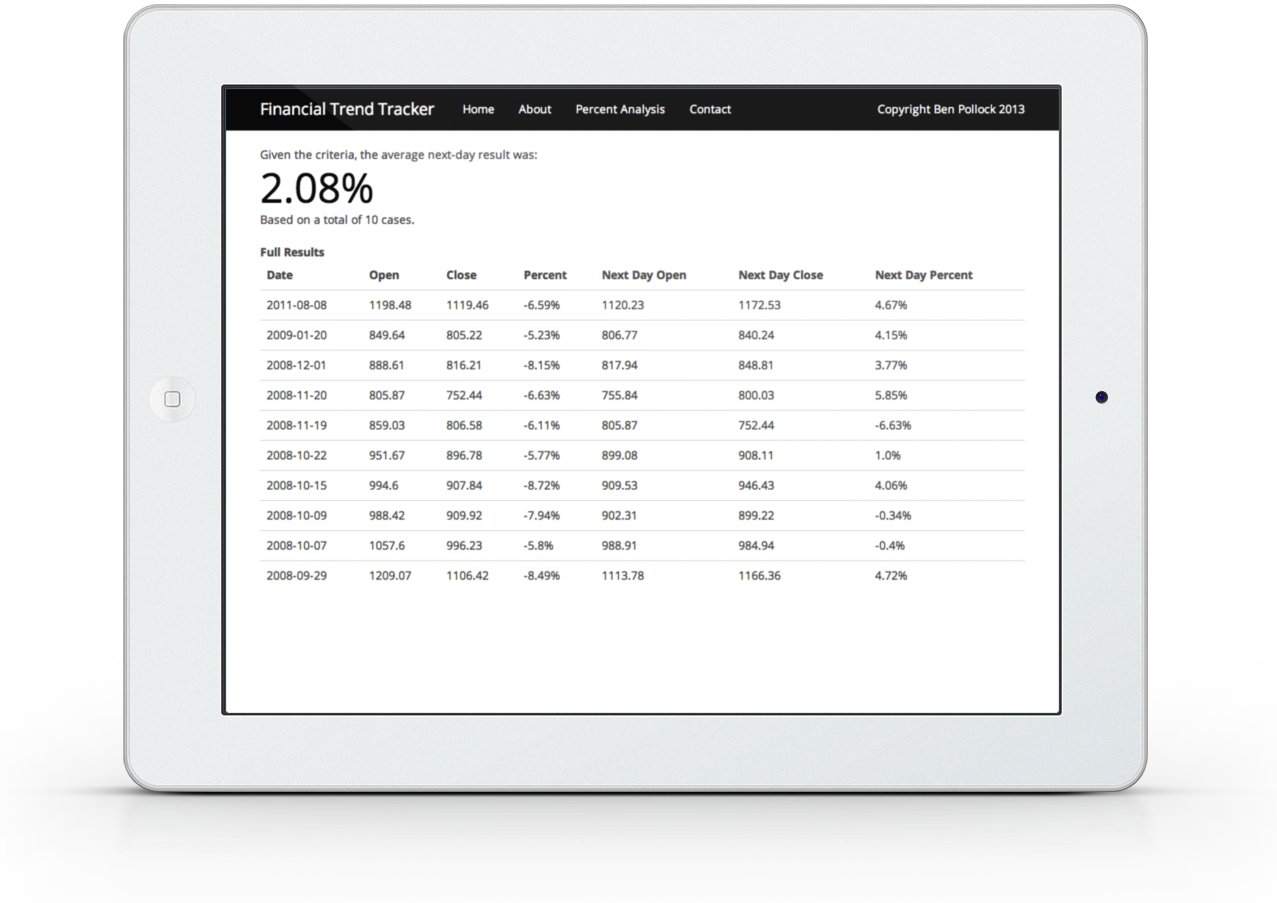 Financial Trend Tracker Home About Percent Analysis Contact Copyright Ben Pollock 2013
Given the criteria, the average next-day result was:
2.08%
Based on a total of 10 cases.
Full Results
Date Open Close Percent Next Day Open Next Day Close Next Day Percent
2011-08-08 1198.48 1119.46 -6.59% 1120.23 1172.53 4.67%
2009-01-20 849.64 805.22 -5.23% 806.77 840.24 4.15%
2008-12-01 888.61 816.21 -8.15% 817.94 848.81 3.77%
2008-11-20 805.87 752.44 -6.63% 755.84 800.03 5.85%
2008-11-19 859.03 806.58 -6.11% 805.87 752.44 -6.63%
2008-10-22 951.67 896.78 -5.77% 899.08 908.11 1.0%
2008-10-15 994.6 907.84 -8.72% 909.53 946.43 4.06%
2008-10-09 988.42 909.92 -7.94% 902.31 899.22 -0.34%
2008-10-07 1057.6 996.23 -5.8% 988.91 984.94 -0.4%
2008-09-29 1209.07 1106.42 -8.49% 1113.78 1166.36 4.72%